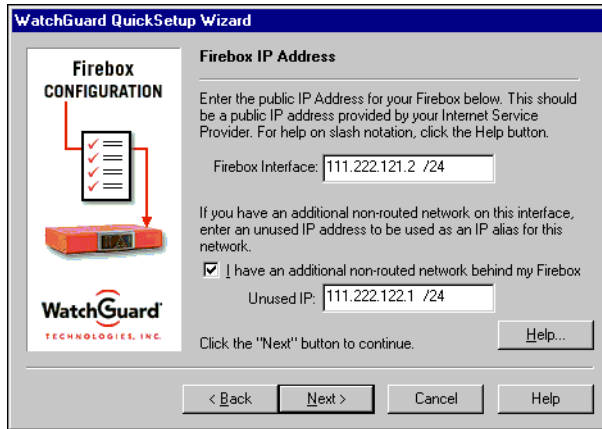 WatchGuard QuickSetup Wizard
Firebox
CONFIGURATION
WatchGuard
TECHNOLOGIES, INC.
Firebox IP Address
Enter the public IP Address for your Firebox below. This should
be a public IP address provided by your Internet Service
Provider. For help on slash notation, click the Help button.
Firebox Interface: 111.222.121.2 /24
If you have an additional non-routed network on this interface,
enter an unused IP address to be used as an IP alias for this
network.
I have an additional non-routed network behind my Firebox
Unused IP: 111.222.122.1 /24
Help...
Click the "Next" button to continue.
< Back
Next >
Cancel
Help